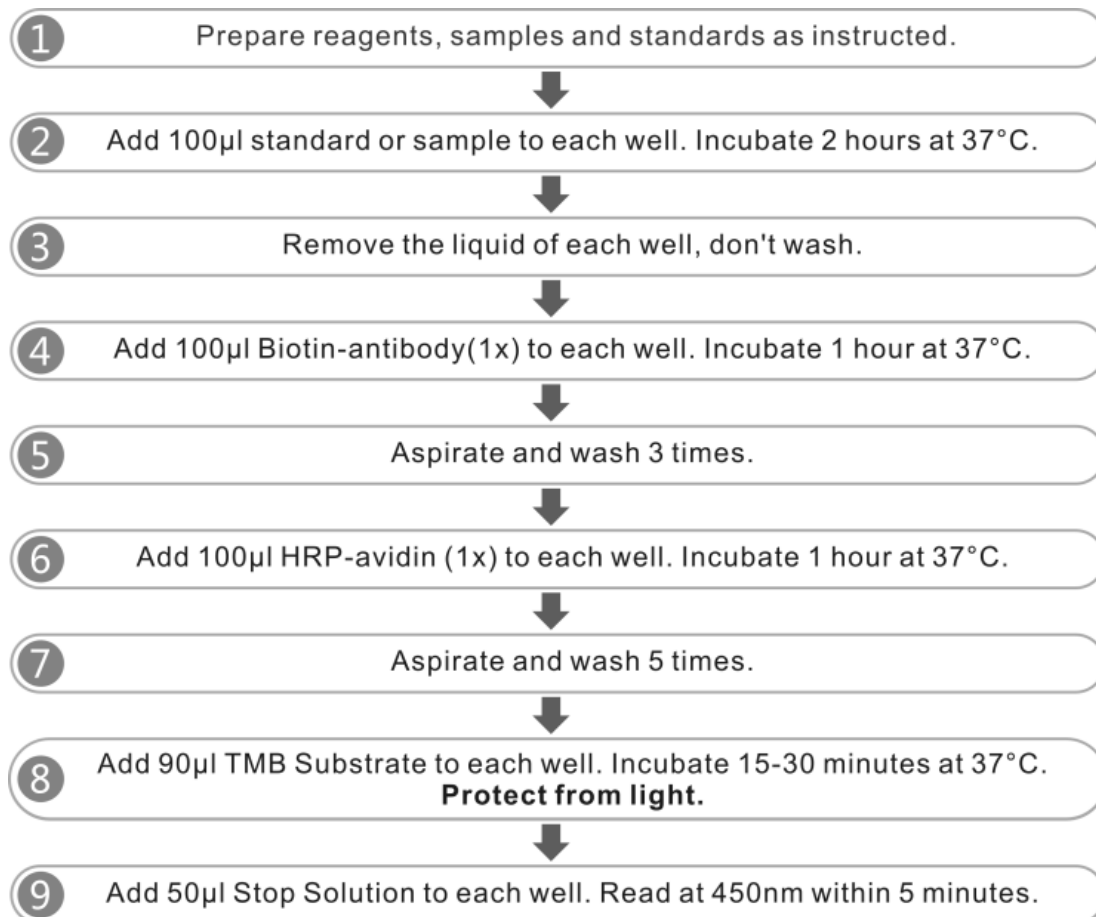 1 Prepare reagents, samples and standards as instructed.
2 Add 100µl standard or sample to each well. Incubate 2 hours at 37°C.
3 Remove the liquid of each well, don't wash.
4 Add 100µl Biotin-antibody(1x) to each well. Incubate 1 hour at 37°C.
5 Aspirate and wash 3 times.
6 Add 100µl HRP-avidin (1x) to each well. Incubate 1 hour at 37°C.
7 Aspirate and wash 5 times.
8 Add 90µl TMB Substrate to each well. Incubate 15-30 minutes at 37°C.
Protect from light.
9 Add 50µl Stop Solution to each well. Read at 450nm within 5 minutes.